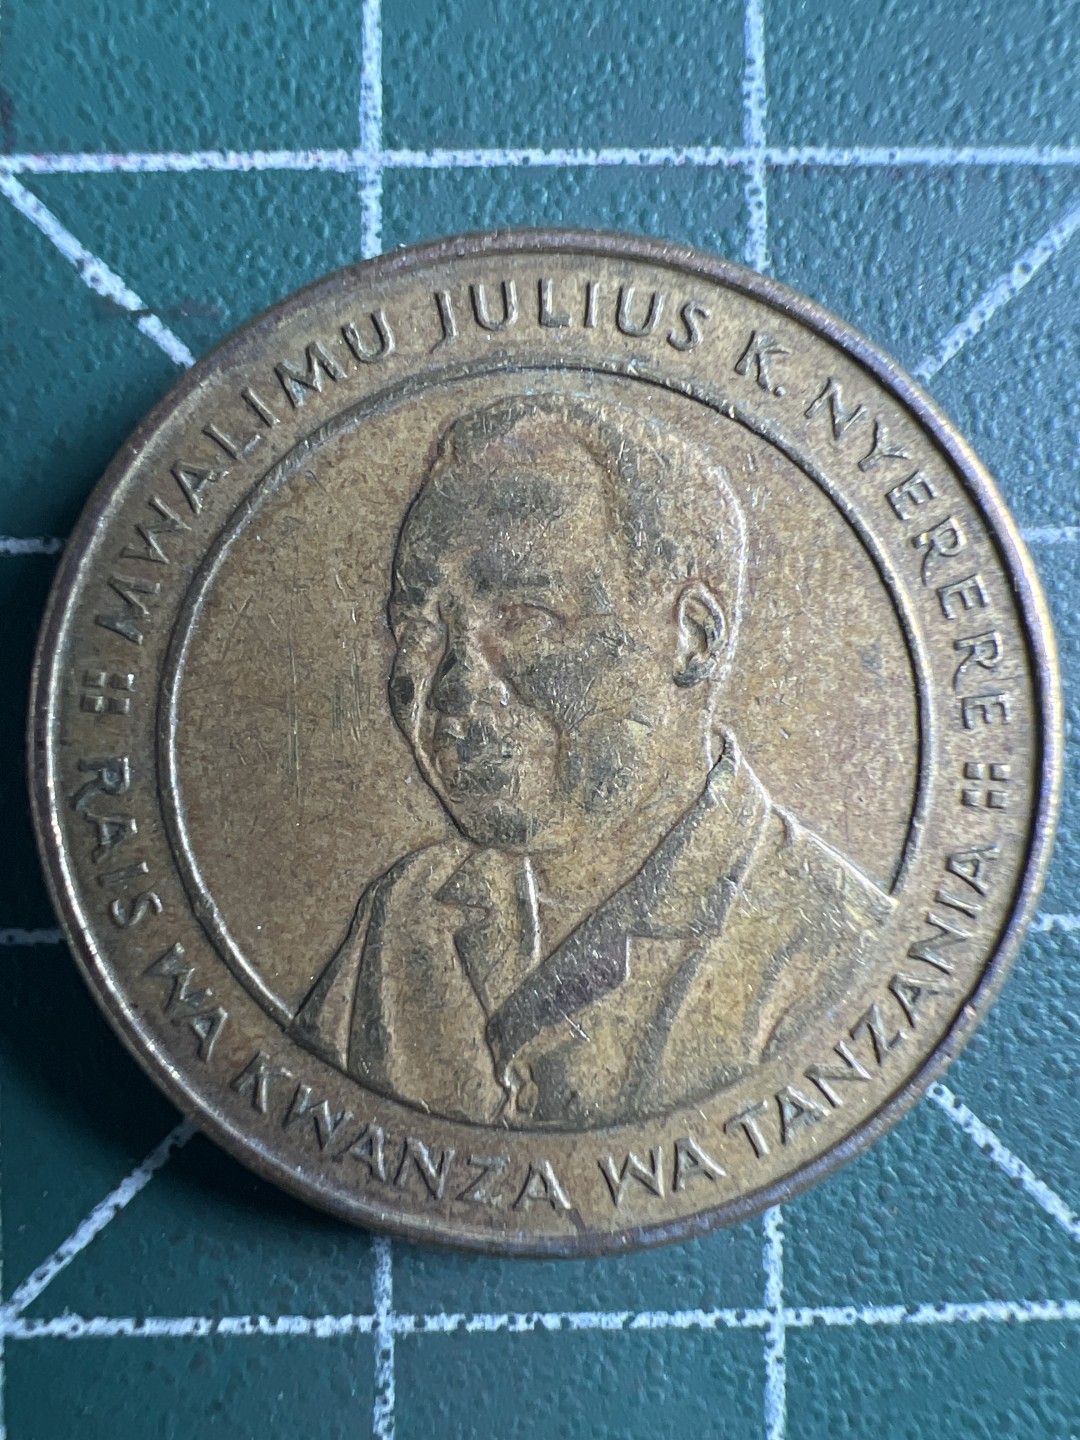 MWALIMU JULIUS K. NYERERE
RAIS WA KWANZA WA TANZANIA